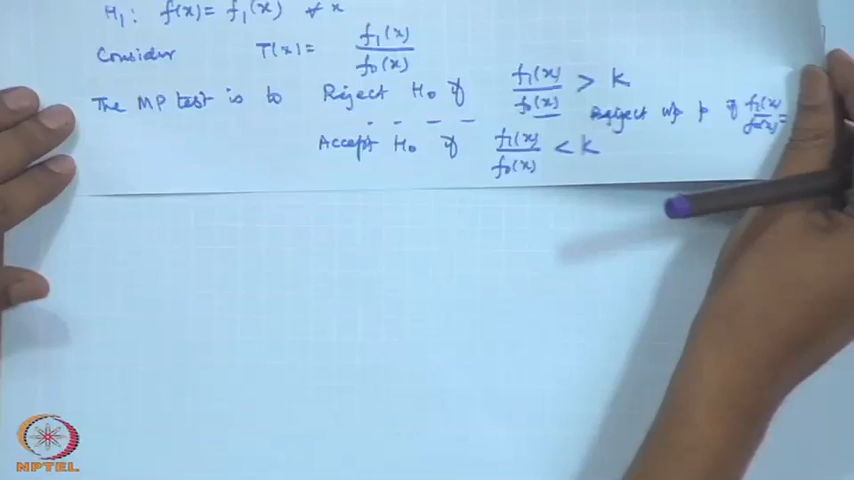 H₁: f(x) = f₁(x) ∀ x
Consider T(x) = f₁(x)/f₀(x)
The MP test is to Reject H₀ if f₁(x)/f₀(x) > k
Reject wp p if f₁(x)/f₀(x) =
Accept H₀ if f₁(x)/f₀(x) < k
NPTEL